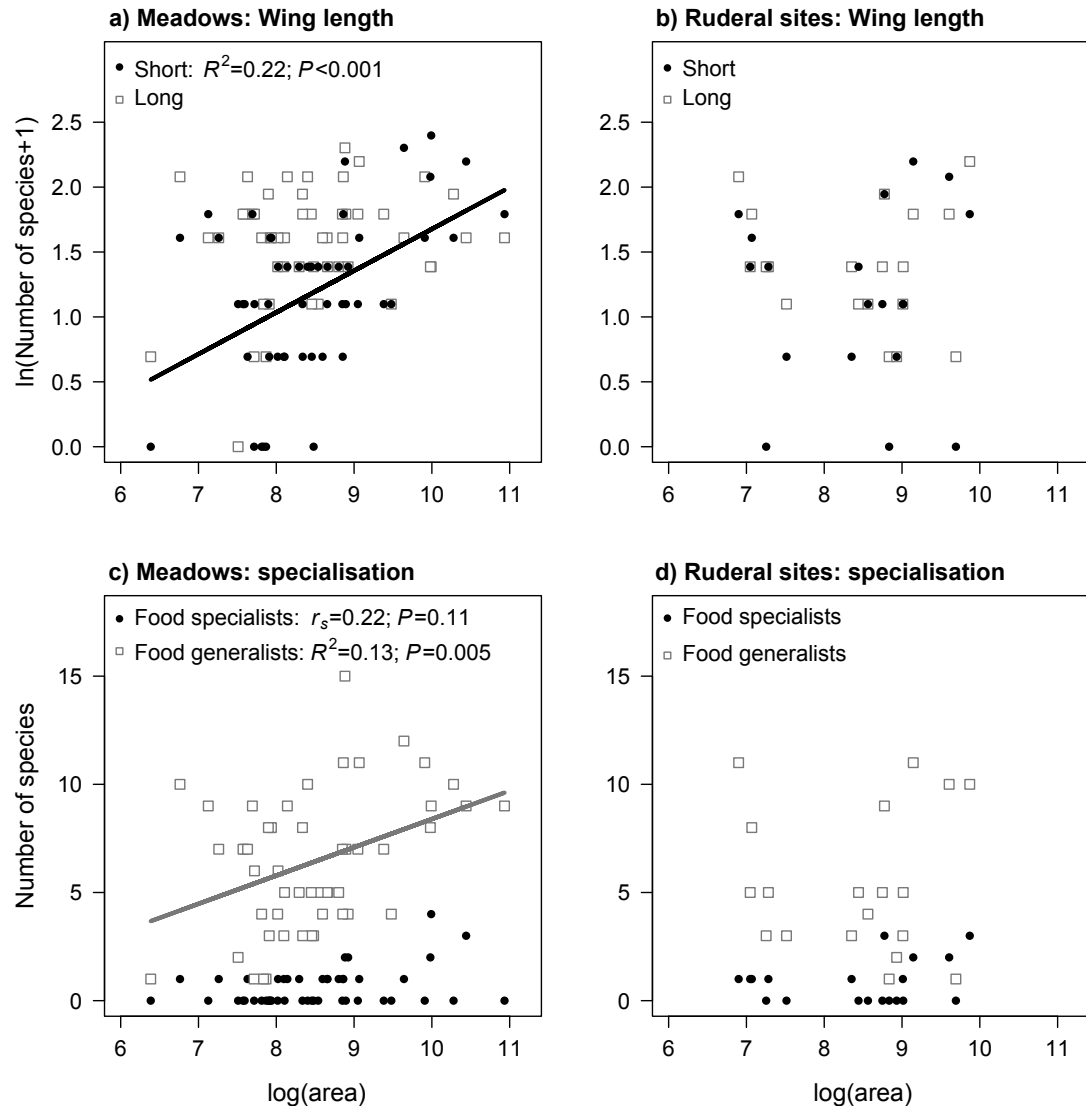 a) Meadows: Wing length
Short: R²=0.22; P<0.001
Long
ln(Number of species+1)
2.5
2.0
1.5
1.0
0.5
0.0
6 7 8 9 10 11
b) Ruderal sites: Wing length
Short
Long
2.5
2.0
1.5
1.0
0.5
0.0
6 7 8 9 10 11
c) Meadows: specialisation
Food specialists: rₛ=0.22; P=0.11
Food generalists: R²=0.13; P=0.005
Number of species
15
10
5
0
6 7 8 9 10 11
log(area)
d) Ruderal sites: specialisation
Food specialists
Food generalists
15
10
5
0
6 7 8 9 10 11
log(area)